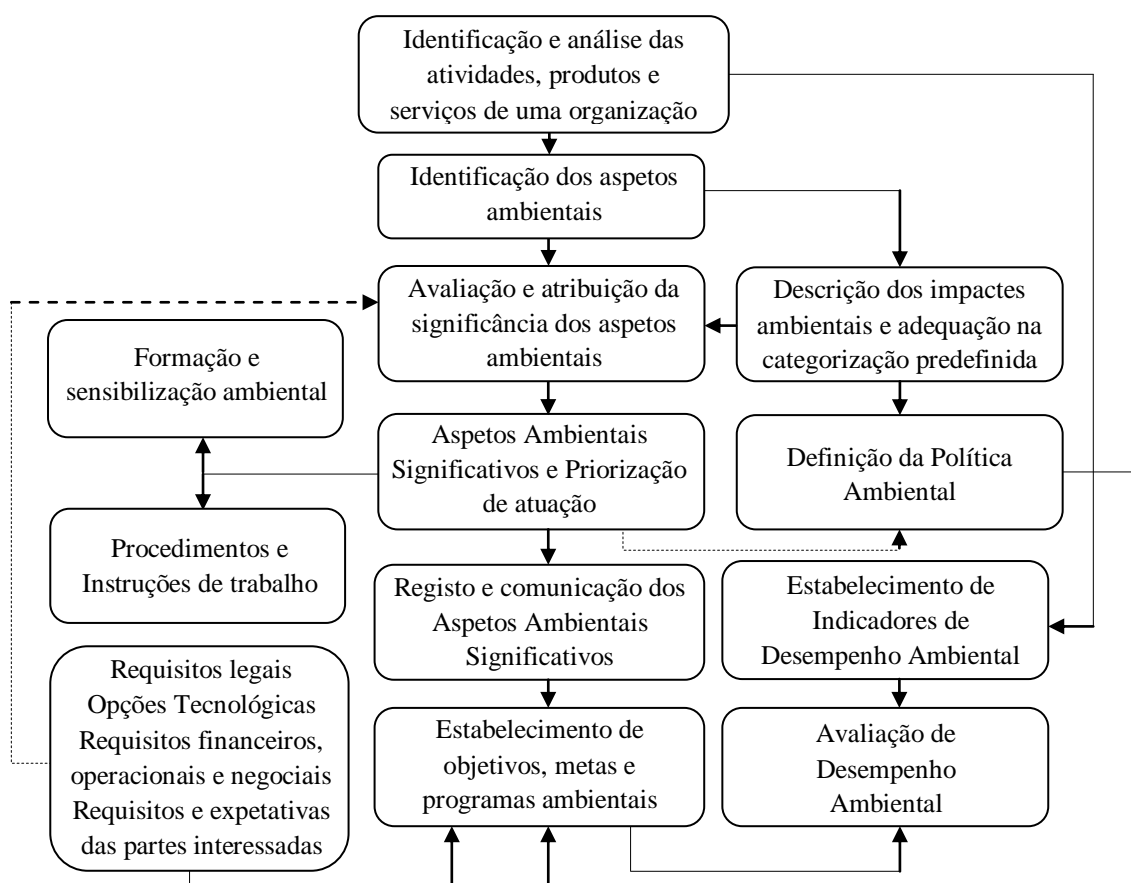 Identificação e análise das
atividades, produtos e
serviços de uma organização
Identificação dos aspetos
ambientais
Avaliação e atribuição da
significância dos aspetos
ambientais
Descrição dos impactes
ambientais e adequação na
categorização predefinida
Formação e
sensibilização ambiental
Aspetos Ambientais
Significativos e Priorização
de atuação
Definição da Política
Ambiental
Procedimentos e
Instruções de trabalho
Registo e comunicação dos
Aspetos Ambientais
Significativos
Estabelecimento de
Indicadores de
Desempenho Ambiental
Requisitos legais
Opções Tecnológicas
Requisitos financeiros,
operacionais e negociais
Requisitos e expetativas
das partes interessadas
Estabelecimento de
objetivos, metas e
programas ambientais
Avaliação de
Desempenho
Ambiental